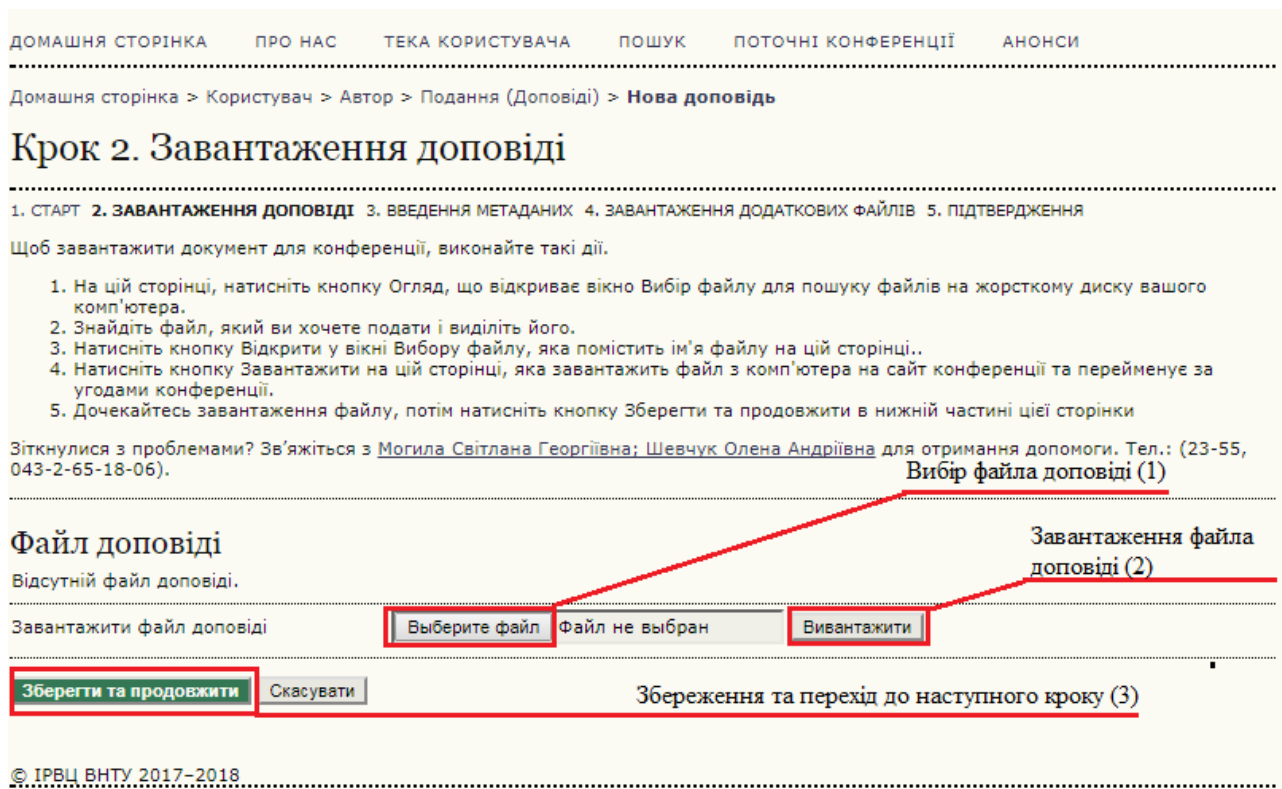 ДОМАШНЯ СТОРІНКА ПРО НАС ТЕКА КОРИСТУВАЧА ПОШУК ПОТОЧНІ КОНФЕРЕНЦІЇ АНОНСИ
Домашня сторінка > Користувач > Автор > Подання (Доповіді) > Нова доповідь
Крок 2. Завантаження доповіді
1. СТАРТ 2. ЗАВАНТАЖЕННЯ ДОПОВІДІ 3. ВВЕДЕННЯ МЕТАДАНИХ 4. ЗАВАНТАЖЕННЯ ДОДАТКОВИХ ФАЙЛІВ 5. ПІДТВЕРДЖЕННЯ
Щоб завантажити документ для конференції, виконайте такі дії.
1. На цій сторінці, натисніть кнопку Огляд, що відкриває вікно Вибір файлу для пошуку файлів на жорсткому диску вашого
комп'ютера.
2. Знайдіть файл, який ви хочете подати і виділіть його.
3. Натисніть кнопку Відкрити у вікні Вибору файлу, яка помістить ім'я файлу на цій сторінці..
4. Натисніть кнопку Завантажити на цій сторінці, яка завантажить файл з комп'ютера на сайт конференції та перейменує за
угодами конференції.
5. Дочекайтесь завантаження файлу, потім натисніть кнопку Зберегти та продовжити в нижній частині цієї сторінки
Зіткнулися з проблемами? Зв'яжіться з Могила Світлана Георгіївна; Шевчук Олена Андріївна для отримання допомоги. Тел.: (23-55,
043-2-65-18-06).
Вибір файла доповіді (1)
Файл доповіді
Завантаження файла
доповіді (2)
Відсутній файл доповіді.
Завантажити файл доповіді Выберите файл Файл не выбран Вивантажити
Зберегти та продовжити Скасувати Збереження та перехід до наступного кроку (3)
© ІРВЦ ВНТУ 2017–2018